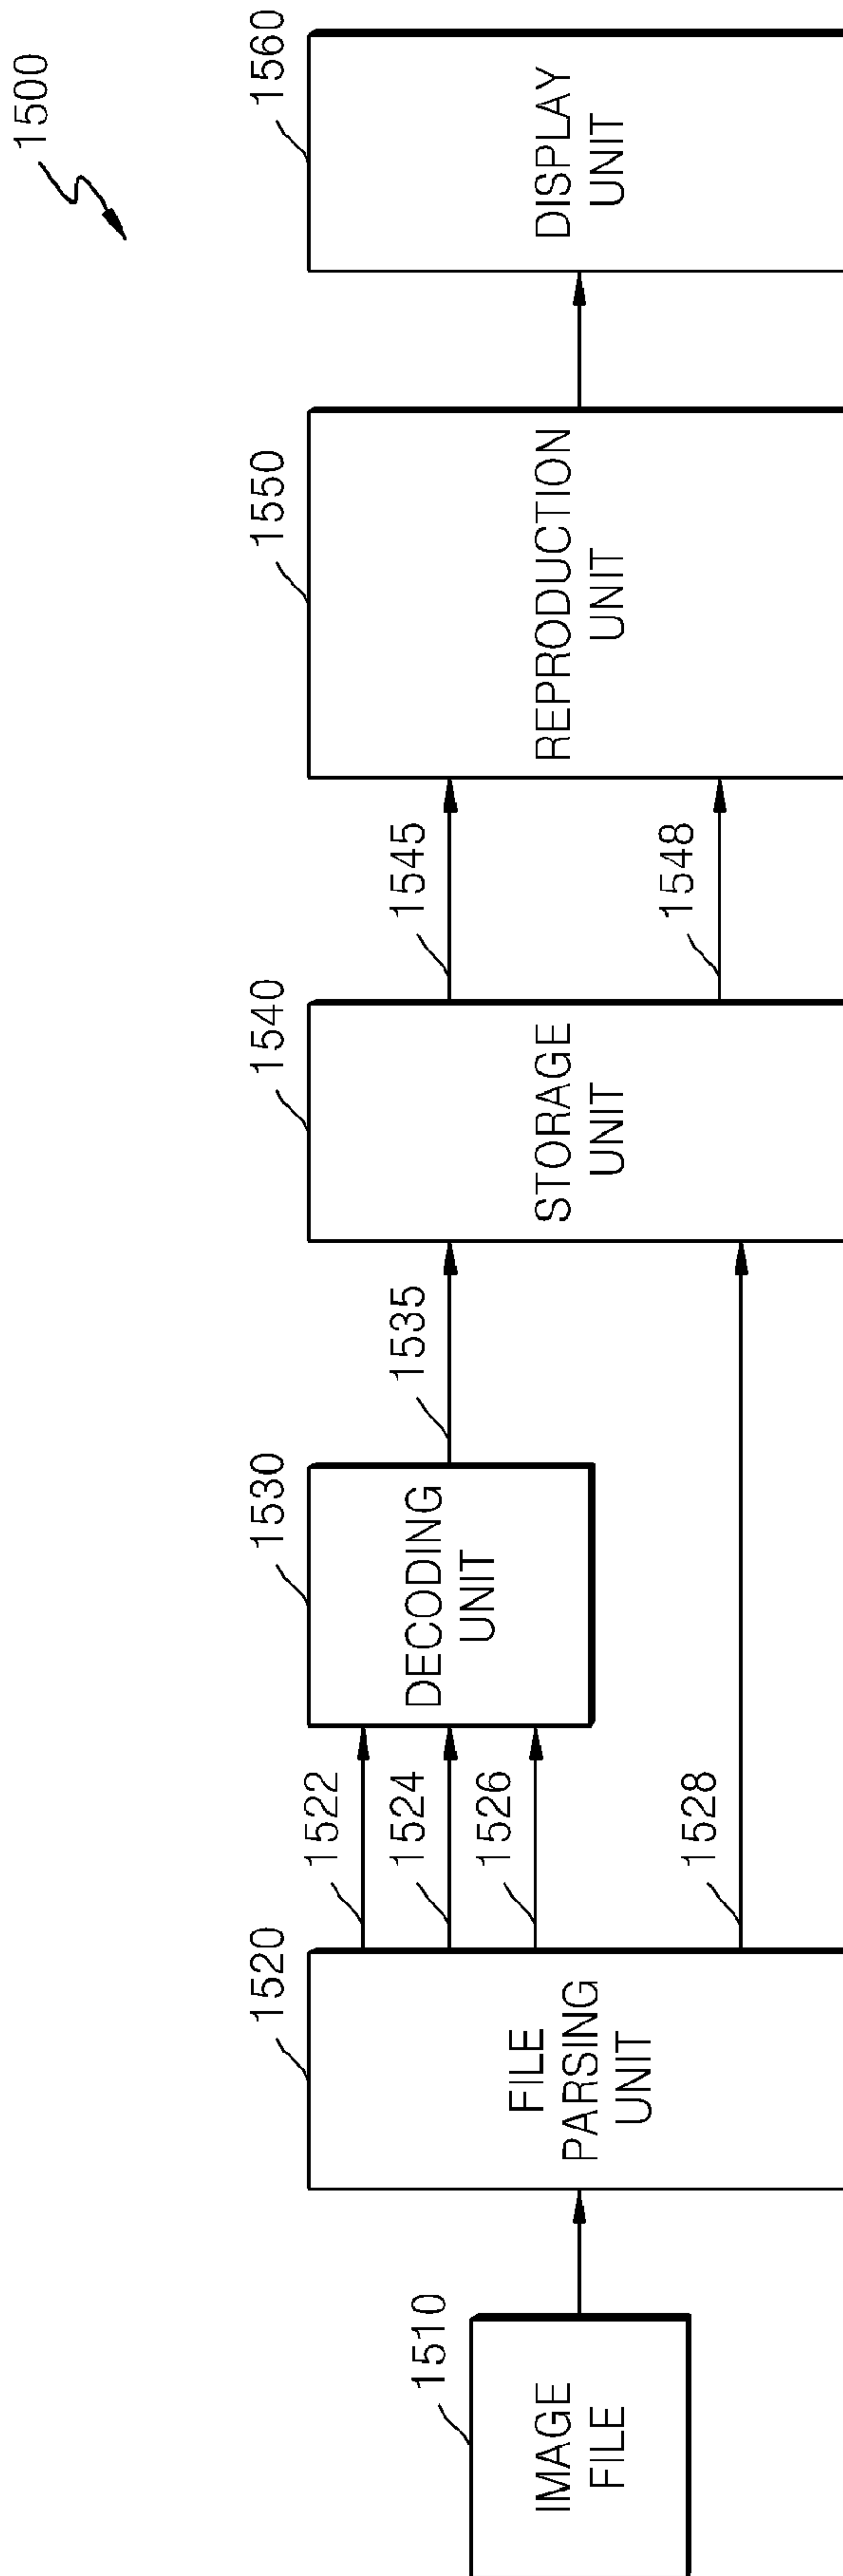 1500
1510
IMAGE
FILE
1520
FILE
PARSING
UNIT
1522
1524
1526
1528
1530
DECODING
UNIT
1535
1540
STORAGE
UNIT
1545
1548
1550
REPRODUCTION
UNIT
1560
DISPLAY
UNIT